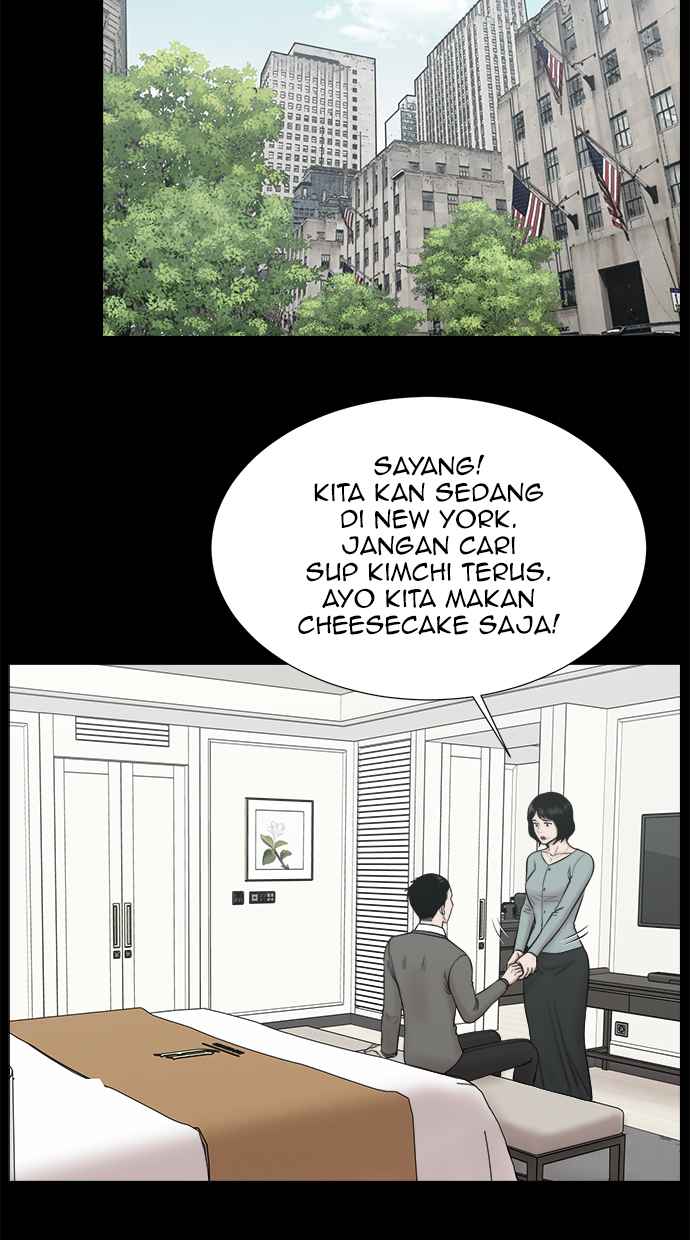 SAYANG!
KITA KAN SEDANG
DI NEW YORK.
JANGAN CARI
SUP KIMCHI TERUS.
AYO KITA MAKAN
CHEESECAKE SAJA!